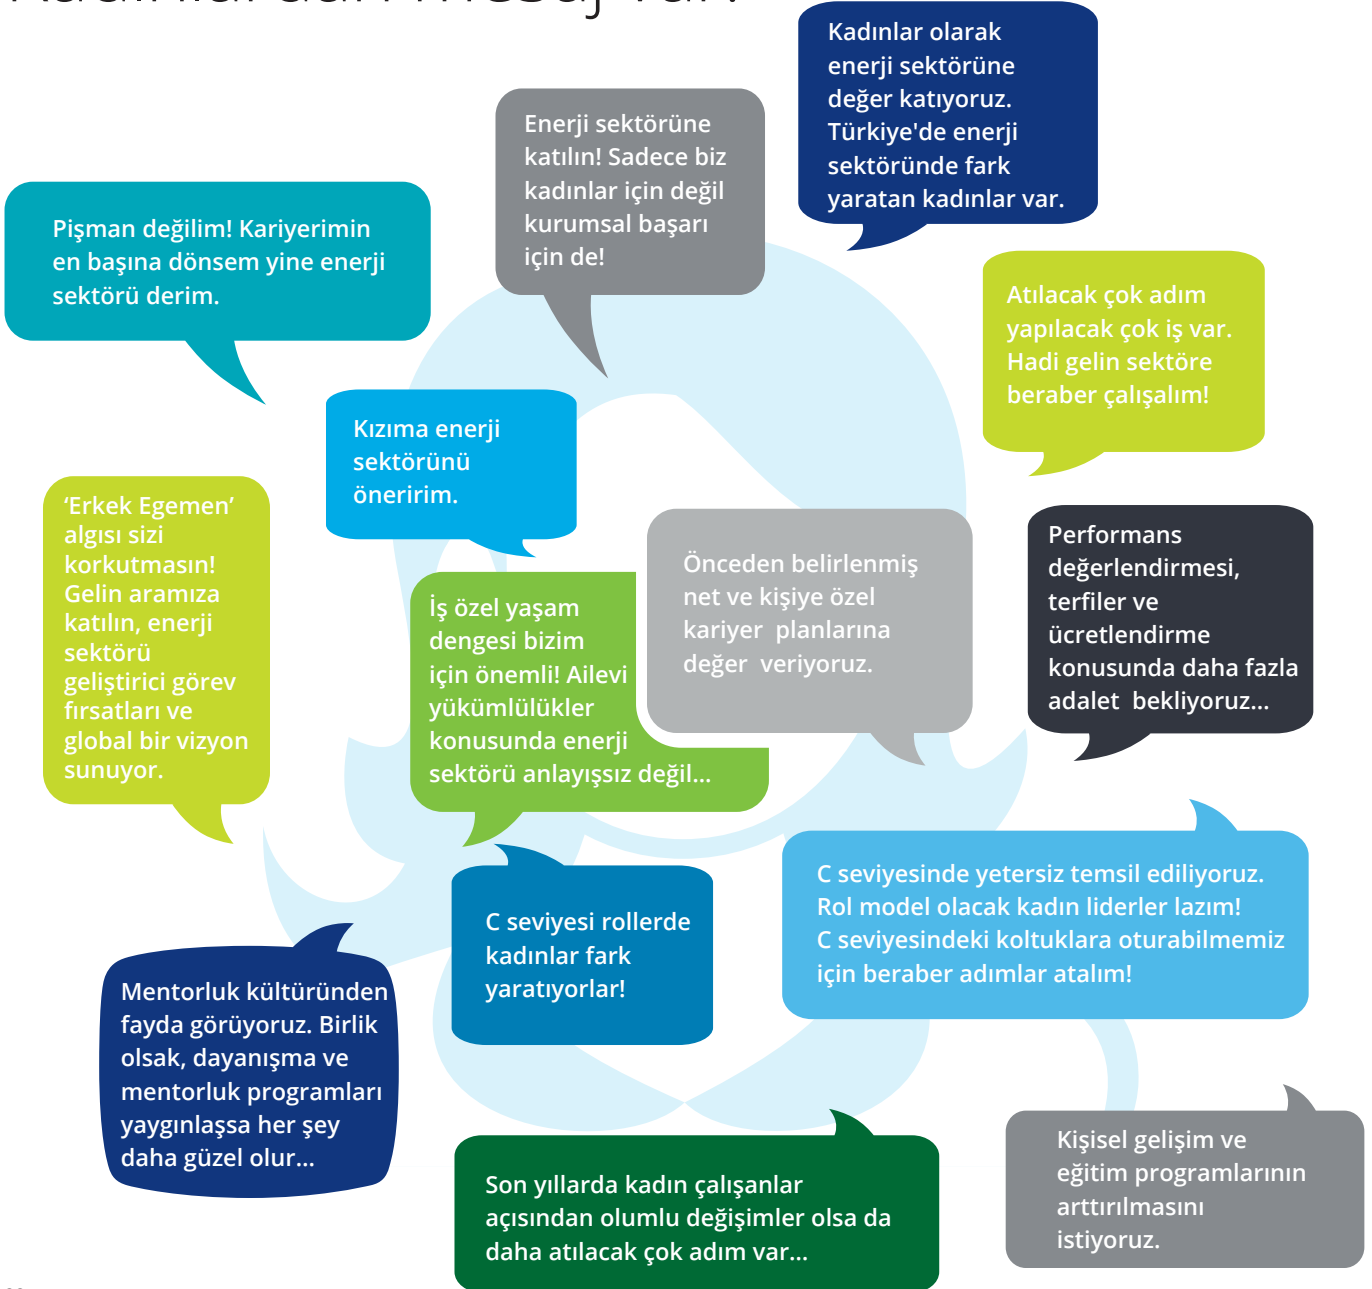 Kadınlardan mesaj var!
Kadınlar olarak
enerji sektörüne
değer katıyoruz.
Türkiye'de enerji
sektöründe fark
yaratan kadınlar var.
Enerji sektörüne
katılın! Sadece biz
kadınlar için değil
kurumsal başarı
için de!
Pişman değilim! Kariyerimin
en başına dönsem yine enerji
sektörü derim.
Atılacak çok adım
yapılacak çok iş var.
Hadi gelin sektöre
beraber çalışalım!
Kızıma enerji
sektörünü
öneririm.
‘Erkek Egemen’
algısı sizi
korkutmasın!
Gelin aramıza
katılın, enerji
sektörü
geliştirici görev
fırsatları ve
global bir vizyon
sunuyor.
Önceden belirlenmiş
net ve kişiye özel
kariyer planlarına
değer veriyoruz.
Performans
değerlendirmesi,
terfiler ve
ücretlendirme
konusunda daha fazla
adalet bekliyoruz...
İş özel yaşam
dengesi bizim
için önemli! Ailevi
yükümlülükler
konusunda enerji
sektörü anlayışsız değil...
C seviyesinde yetersiz temsil ediliyoruz.
Rol model olacak kadın liderler lazım!
C seviyesindeki koltuklara oturabilmemiz
için beraber adımlar atalım!
C seviyesi rollerde
kadınlar fark
yaratıyorlar!
Mentorluk kültüründen
fayda görüyoruz. Birlik
olsak, dayanışma ve
mentorluk programları
yaygınlaşsa her şey
daha güzel olur...
Kişisel gelişim ve
eğitim programlarının
arttırılmasını
istiyoruz.
Son yıllarda kadın çalışanlar
açısından olumlu değişimler olsa da
daha atılacak çok adım var...